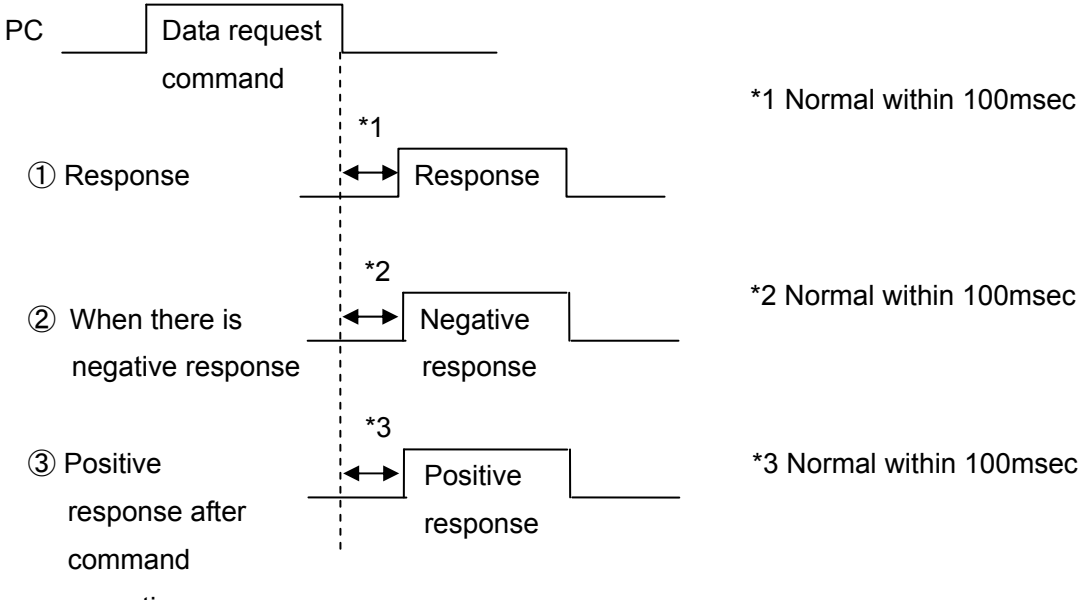 PC
Data request
command
*1 Normal within 100msec
*1
① Response
Response
*2
*2 Normal within 100msec
② When there is
negative response
Negative
response
*3
*3 Normal within 100msec
③ Positive
response after
command
Positive
response